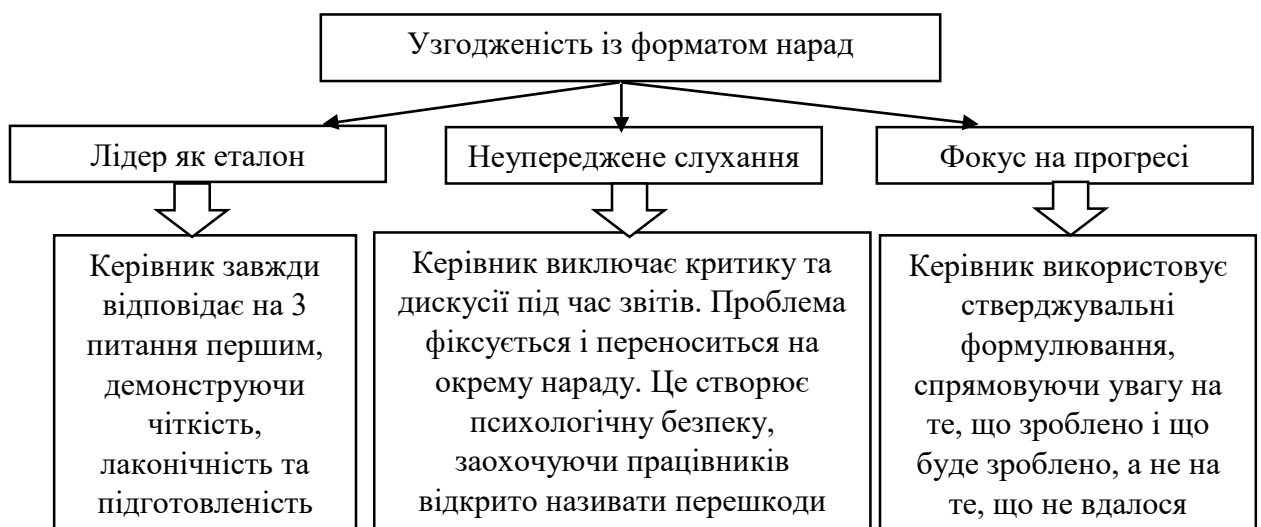 Узгодженість із форматом нарад
Лідер як еталон
Неупереджене слухання
Фокус на прогресі
Керівник завжди
відповідає на 3
питання першим,
демонструючи
чіткість,
лаконічність та
підготовленість
Керівник виключає критику та
дискусії під час звітів. Проблема
фіксується і переноситься на
окрему нараду. Це створює
психологічну безпеку,
заохочуючи працівників
відкрито називати перешкоди
Керівник використовує
стверджувальні
формулювання,
спрямовуючи увагу на
те, що зроблено і що
буде зроблено, а не на
те, що не вдалося